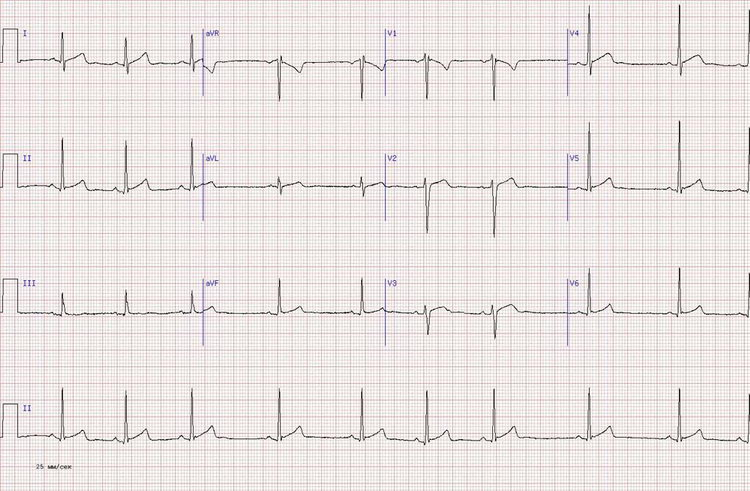 I aVR V1 V4
II aVL V2 V5
III aVF V3 V6
II
25 мм/сек